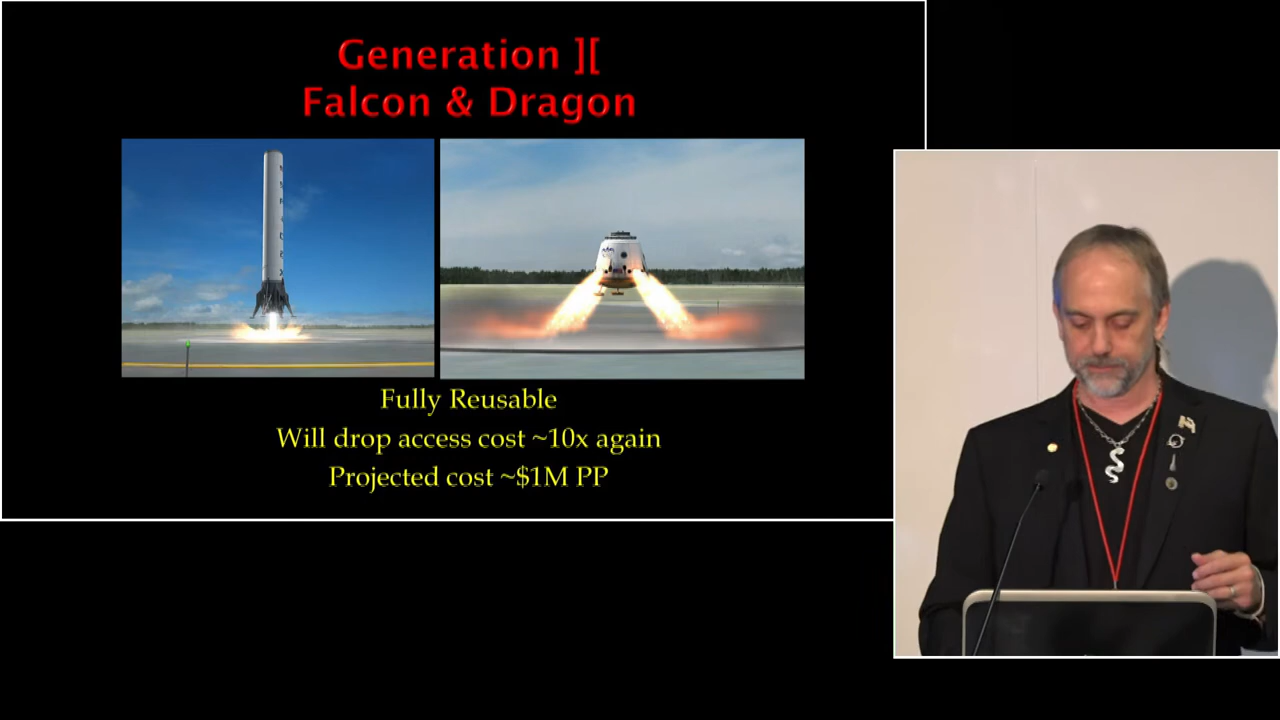 Generation ][
Falcon & Dragon
Fully Reusable
Will drop access cost ~10x again
Projected cost ~$1M PP